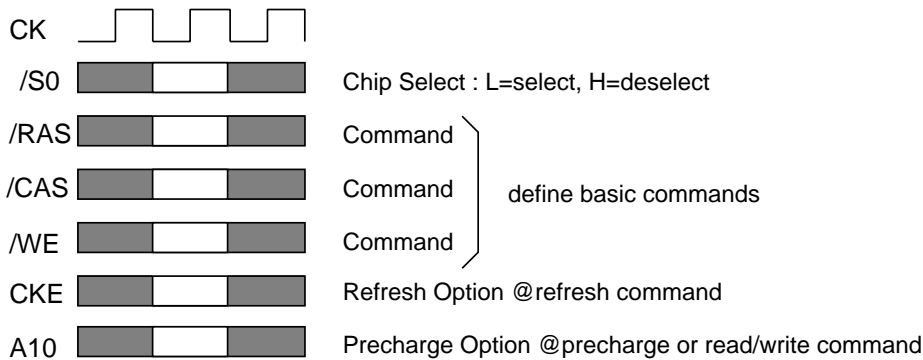 CK
/S0 Chip Select : L=select, H=deselect
/RAS Command
/CAS Command define basic commands
/WE Command
CKE Refresh Option @refresh command
A10 Precharge Option @precharge or read/write command